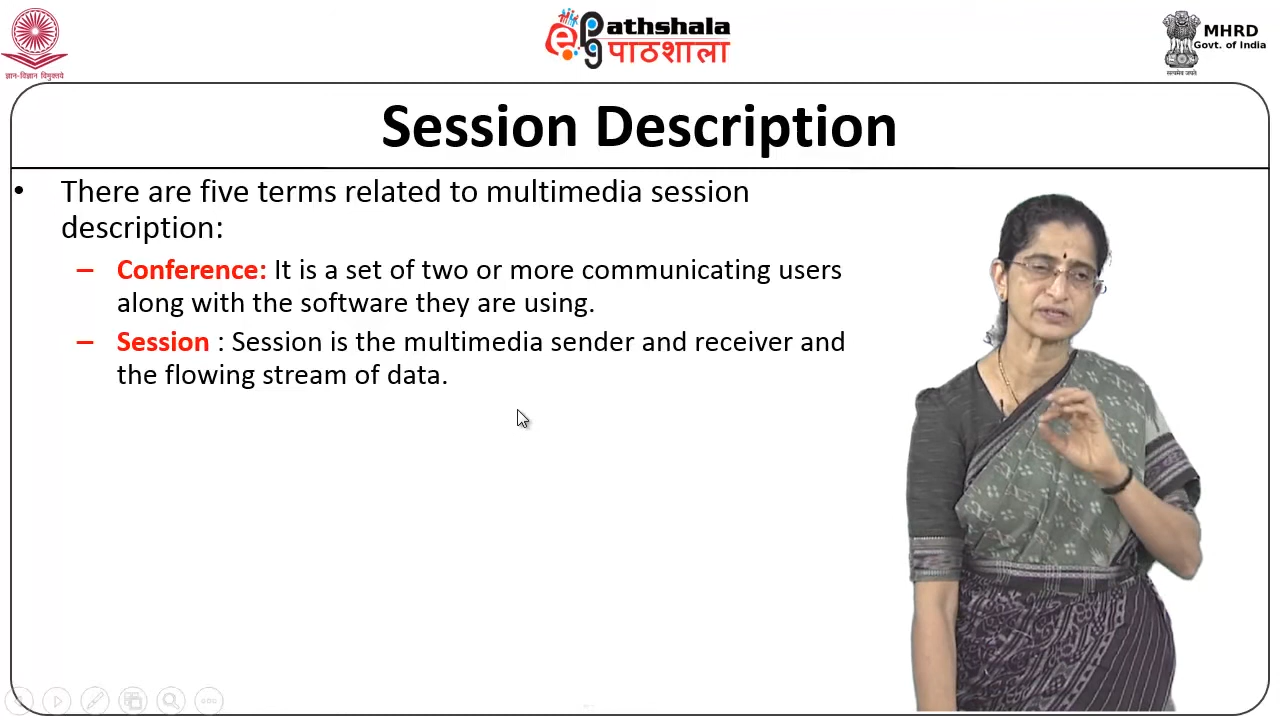 ज्ञान-विज्ञान विमुक्तये
ePG Pathshala
पाठशाला
MHRD
Govt. of India
सत्यमेव जयते
Session Description
• There are five terms related to multimedia session
description:
– Conference: It is a set of two or more communicating users
along with the software they are using.
– Session : Session is the multimedia sender and receiver and
the flowing stream of data.